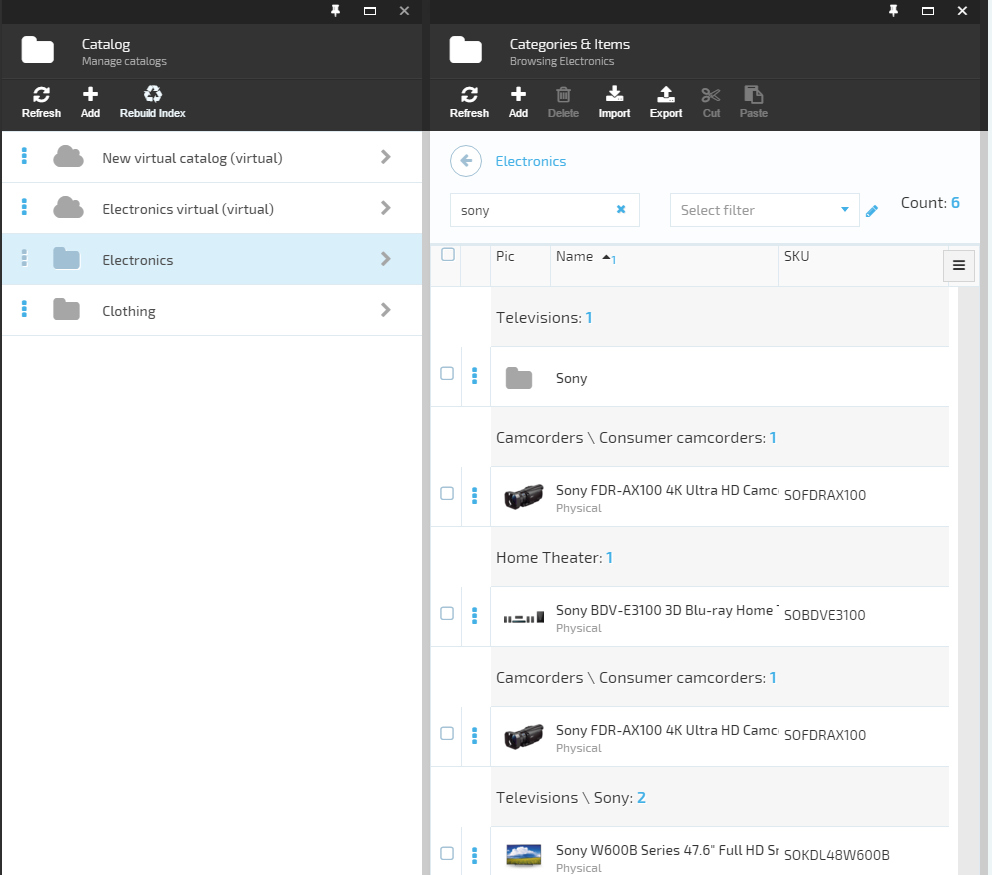 Catalog
Manage catalogs
Refresh Add Rebuild Index
New virtual catalog (virtual)
Electronics virtual (virtual)
Electronics
Clothing
Categories & Items
Browsing Electronics
Refresh Add Delete Import Export Cut Paste
Electronics
sony Select filter Count: 6
Pic Name 1 SKU
Televisions: 1
Sony
Camcorders \ Consumer camcorders: 1
Sony FDR-AX100 4K Ultra HD Camc SOFDRAX100
Physical
Home Theater: 1
Sony BDV-E3100 3D Blu-ray Home SOBDVE3100
Physical
Camcorders \ Consumer camcorders: 1
Sony FDR-AX100 4K Ultra HD Camc SOFDRAX100
Physical
Televisions \ Sony: 2
Sony W600B Series 47.6" Full HD SOKDL48W600B
Physical